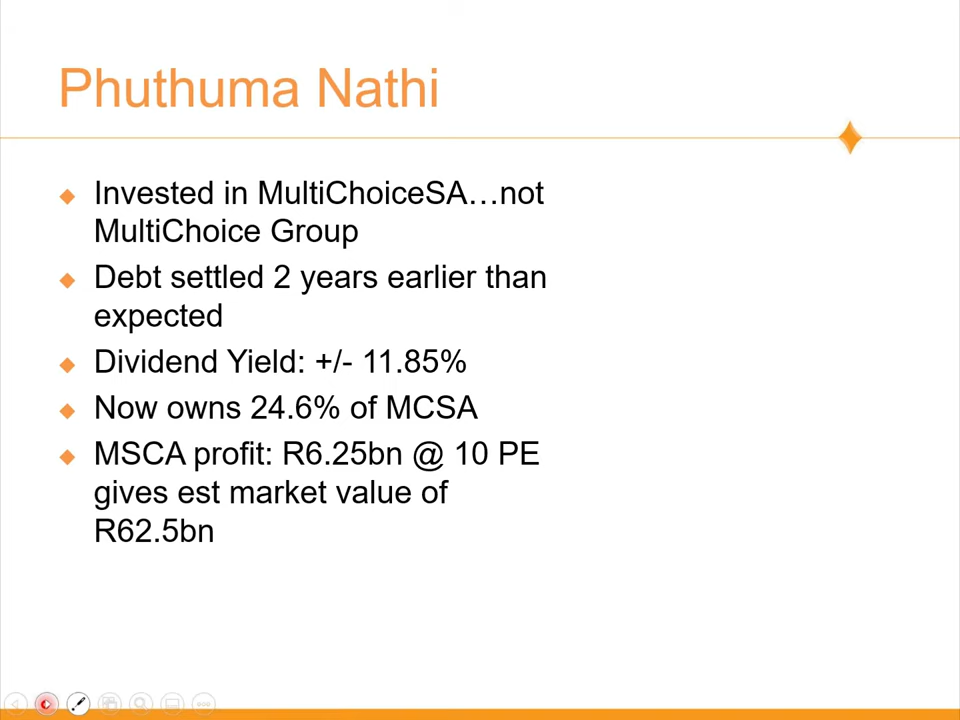 Phuthuma Nathi
Invested in MultiChoiceSA…not
MultiChoice Group
Debt settled 2 years earlier than
expected
Dividend Yield: +/- 11.85%
Now owns 24.6% of MCSA
MSCA profit: R6.25bn @ 10 PE
gives est market value of
R62.5bn